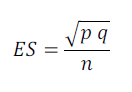 ES = √(p q) / n